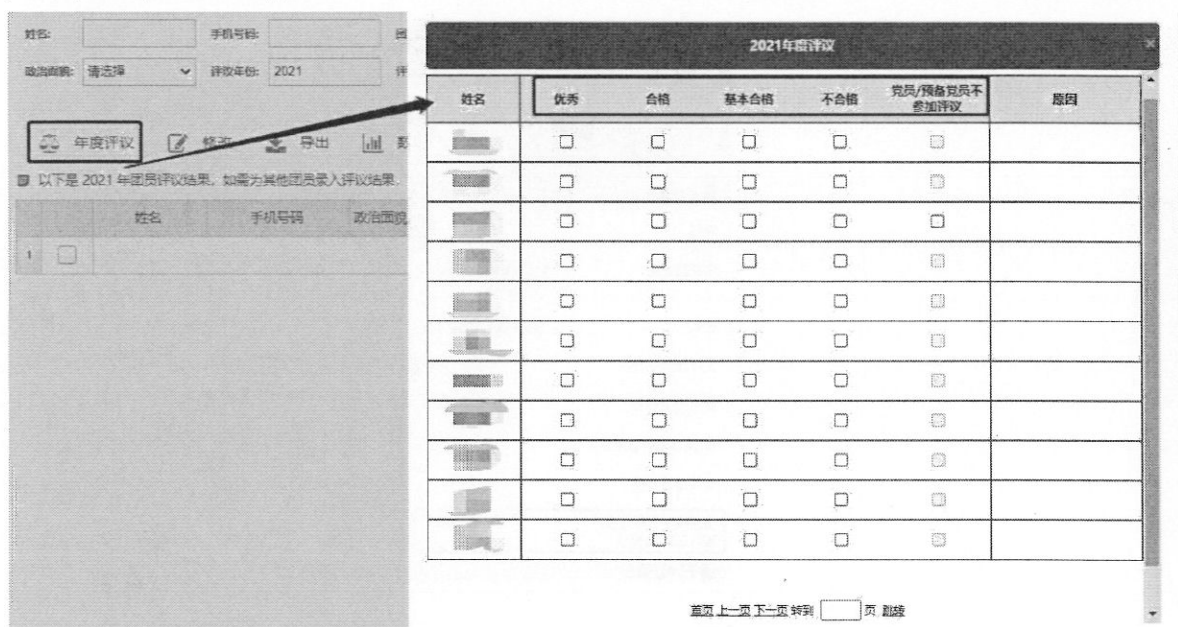 姓名:
手机号码:
政治面貌: 请选择
评议年份: 2021
评
年度评议
修改
导出
以下是 2021 年团员评议结果。如需为其他团员录入评议结果
姓名 手机号码 政治面貌
1
2021年度评议 ×
姓名 优秀 合格 基本合格 不合格 党员/预备党员不
参加评议 原因
首页 上一页 下一页 转到 页 跳转